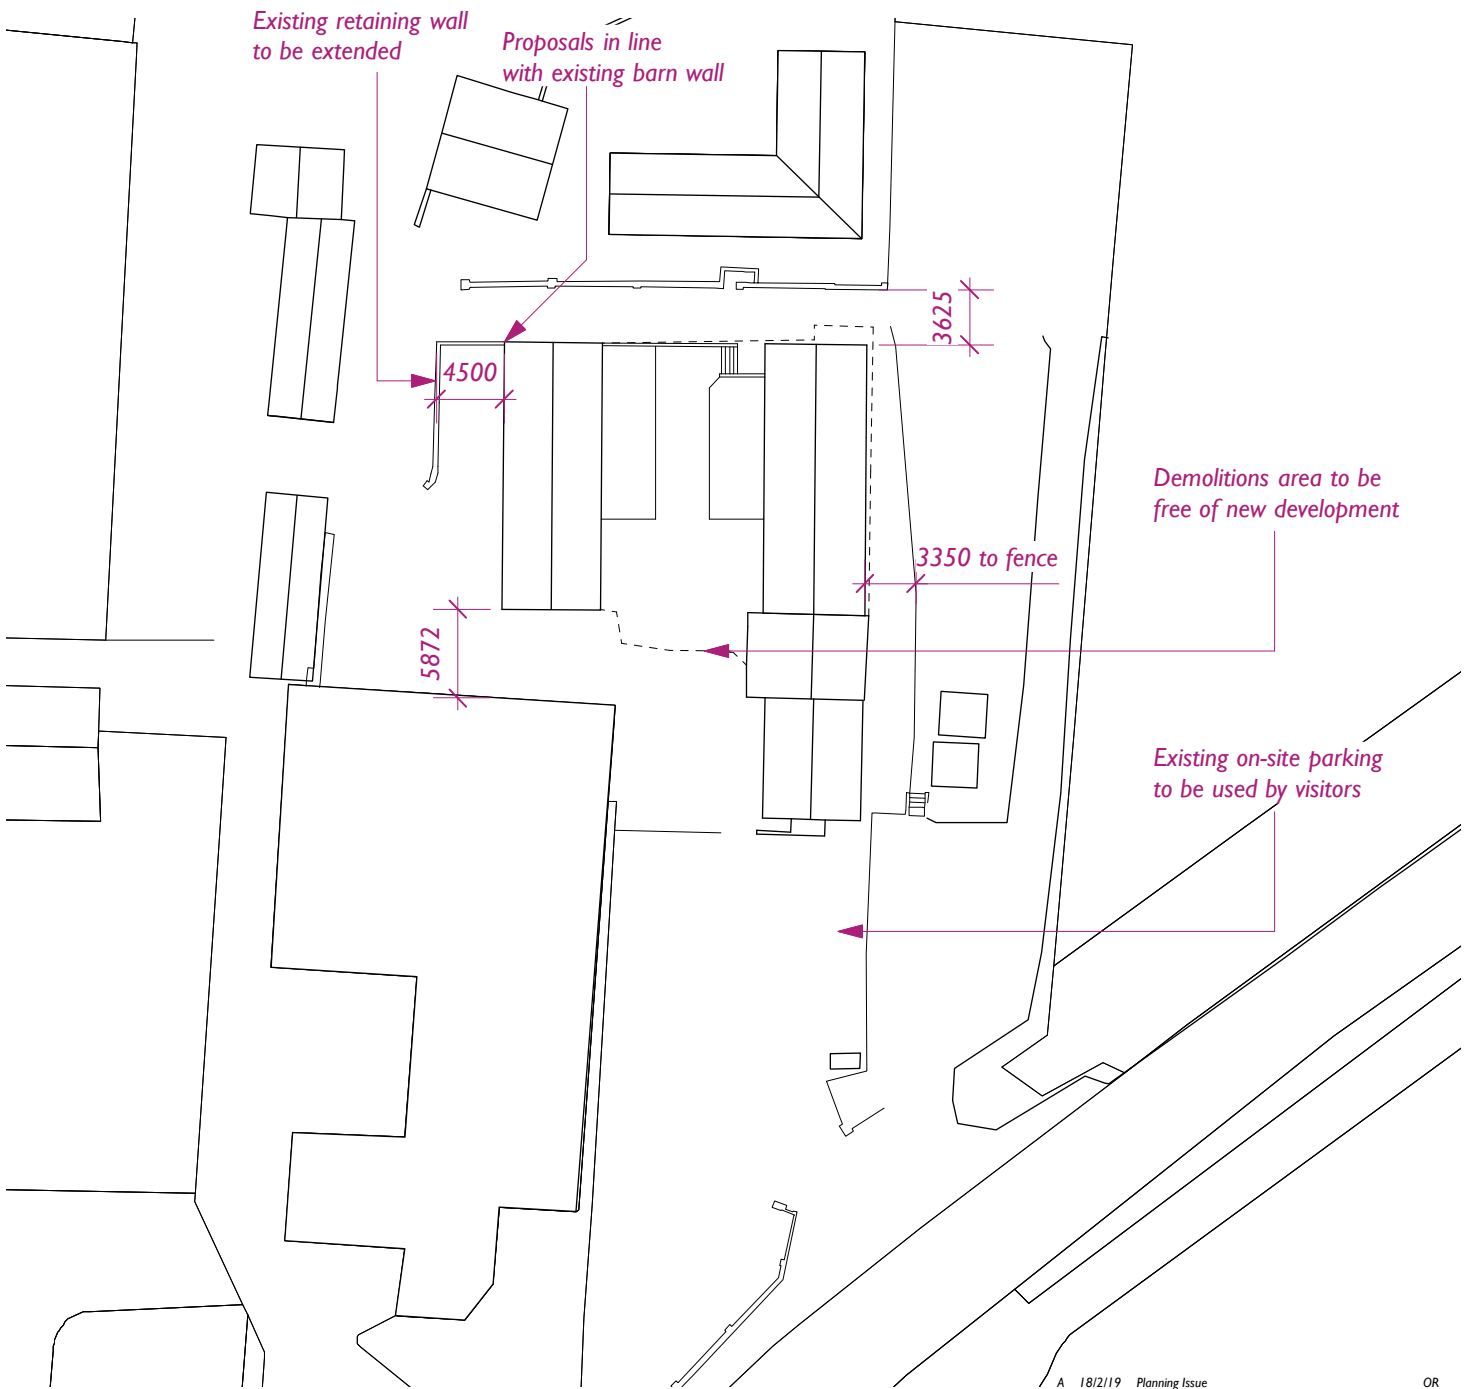 Existing retaining wall
to be extended
Proposals in line
with existing barn wall
3625
4500
Demolitions area to be
free of new development
3350 to fence
5872
Existing on-site parking
to be used by visitors
A 18/2/19 Planning Issue OR